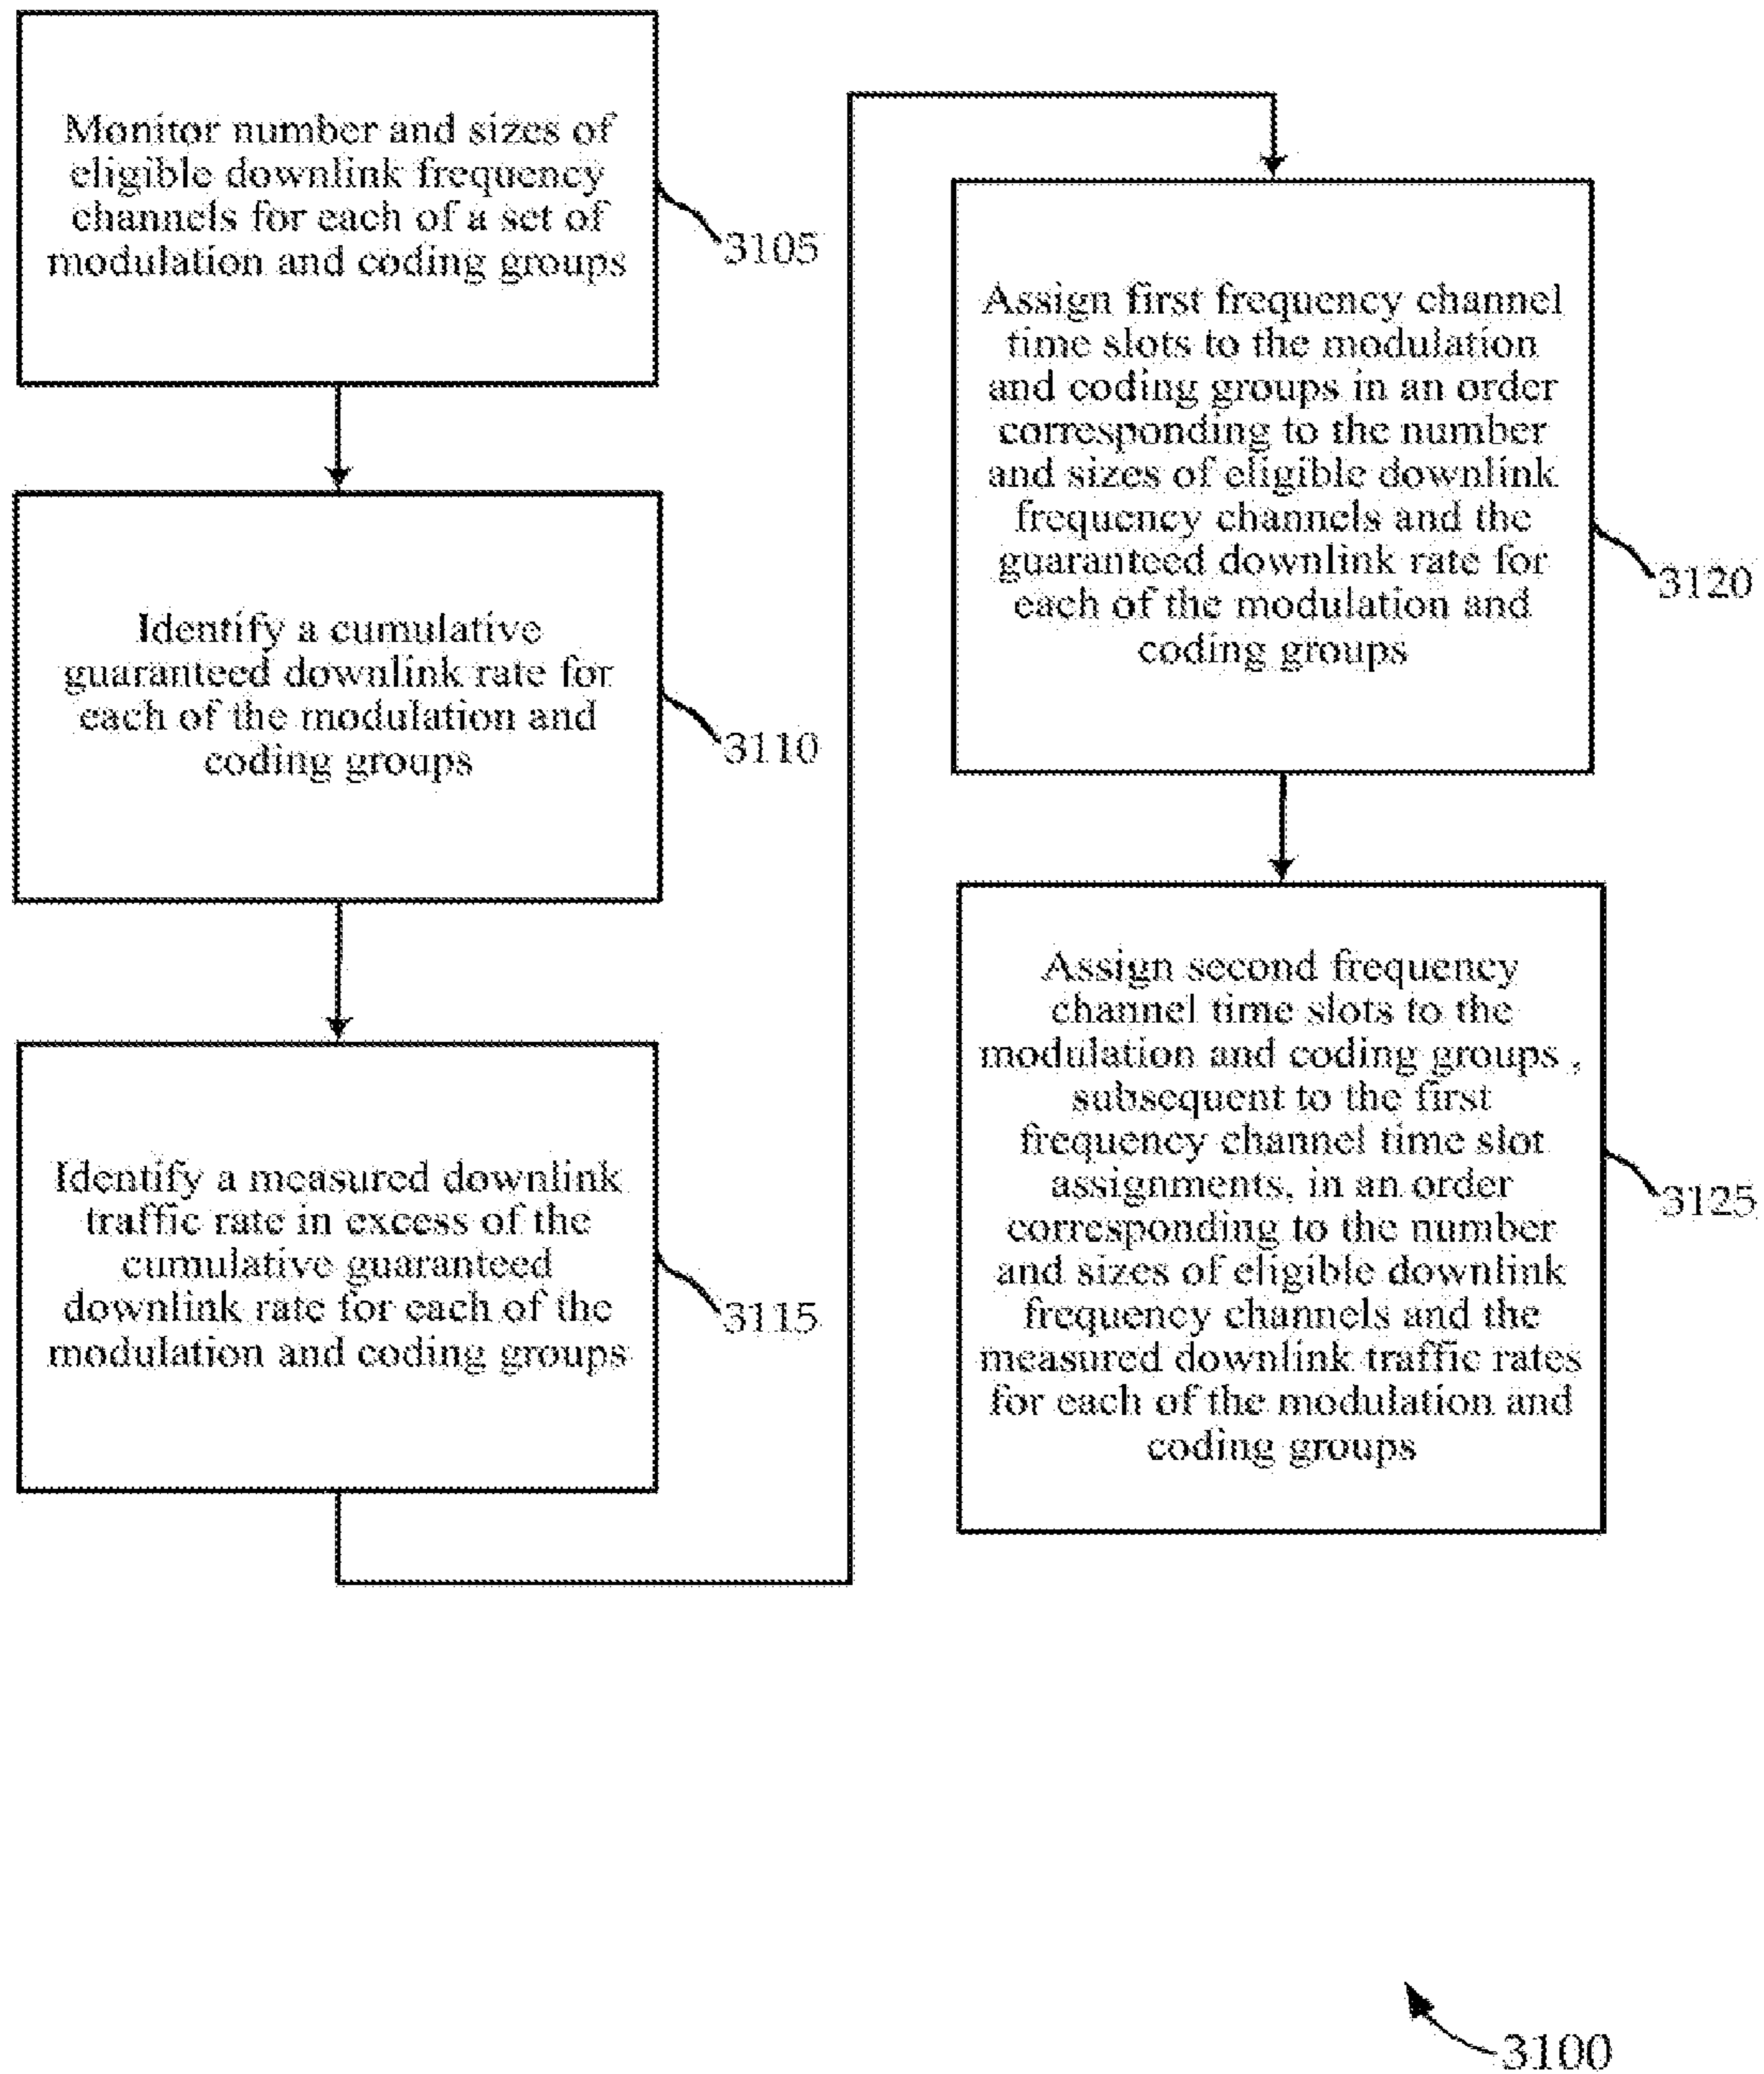 Monitor number and sizes of
eligible downlink frequency
channels for each of a set of
modulation and coding groups
3105
Identify a cumulative
guaranteed downlink rate for
each of the modulation and
coding groups
3110
Identify a measured downlink
traffic rate in excess of the
cumulative guaranteed
downlink rate for each of the
modulation and coding groups
3115
Assign first frequency channel
time slots to the modulation
and coding groups in an order
corresponding to the number
and sizes of eligible downlink
frequency channels and the
guaranteed downlink rate for
each of the modulation and
coding groups
3120
Assign second frequency
channel time slots to the
modulation and coding groups ,
subsequent to the first
frequency channel time slot
assignments, in an order
corresponding to the number
and sizes of eligible downlink
frequency channels and the
measured downlink traffic rates
for each of the modulation and
coding groups
3125
3100